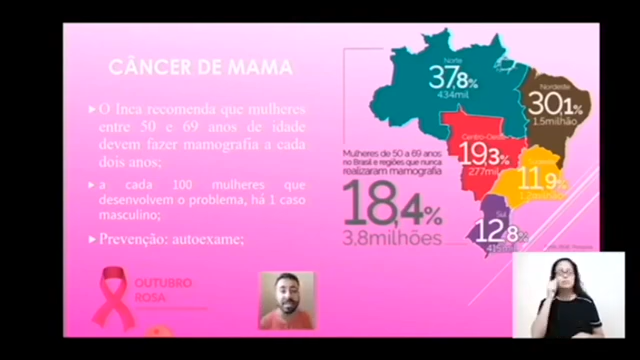 CÂNCER DE MAMA
➤ O Inca recomenda que mulheres
entre 50 e 69 anos de idade
devem fazer mamografia a cada
dois anos;
➤ a cada 100 mulheres que
desenvolvem o problema, há 1 caso
masculino;
➤ Prevenção: autoexame;
OUTUBRO
ROSA
Norte
37,8%
434mil
Nordeste
30,1%
1.5milhão
Centro-Oeste
19,3%
277mil
11,9%
Sul
12,8%
Mulheres de 50 a 69 anos
no Brasil e regiões que nunca
realizaram mamografia
18,4%
3,8milhões